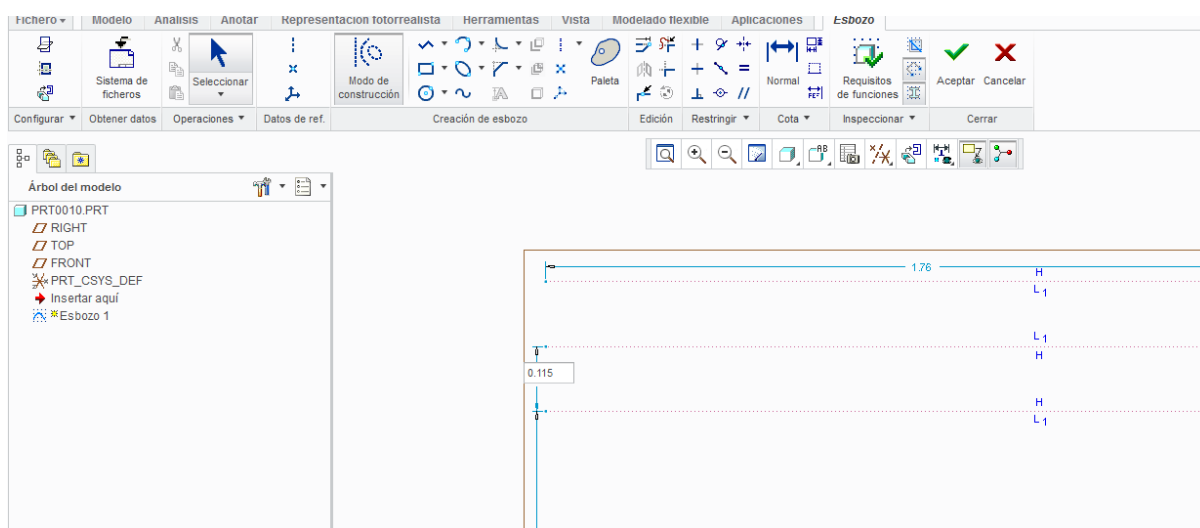 Fichero Modelo Análisis Anotar Representación fotorrealista Herramientas Vista Modelado flexible Aplicaciones Esbozo
Sistema de ficheros
Seleccionar
Modo de construcción
Paleta
Normal
Requisitos de funciones
Aceptar Cancelar
Configurar Obtener datos Operaciones Datos de ref. Creación de esbozo Edición Restringir Cota Inspeccionar Cerrar
Árbol del modelo
PRT0010.PRT
RIGHT
TOP
FRONT
PRT_CSYS_DEF
Insertar aquí
Esbozo 1
1.76
H
L 1
L 1
H
0.115
H
L 1